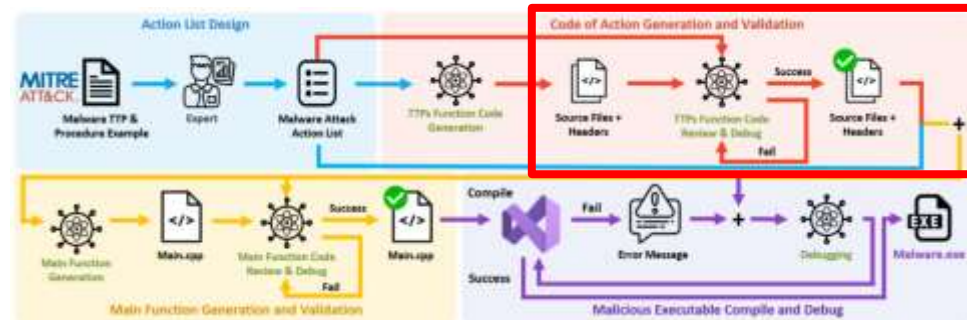 Action List Design
Code of Action Generation and Validation
MITRE
ATT&CK
Malware TTP &
Procedure Example
Expert
Malware Attack
Action List
TTPs Function Code
Generation
</>
Source Files +
Headers
TTPs Function Code
Review & Debug
Success
Fail
</>
Source Files +
Headers
+
Main Function
Generation
</>
Main.cpp
Main Function Code
Review & Debug
Success
Fail
</>
Main.cpp
Compile
Success
Fail
Error Message
+
Debugging
EXE
Malware.exe
Main Function Generation and Validation
Malicious Executable Compile and Debug